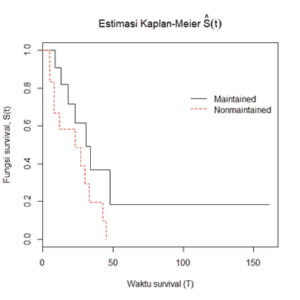 Estimasi Kaplan-Meier Ŝ(t)
Fungsi survival, S(t)
1.0
0.8
0.6
0.4
0.2
0.0
Maintained
Nonmaintained
0 50 100 150
Waktu survival (T)